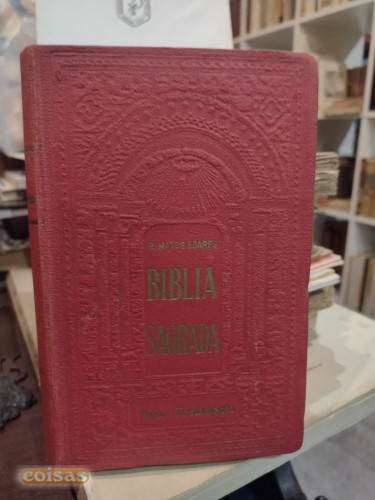 P. MATOS SOARES
BIBLIA
SAGRADA
coisas